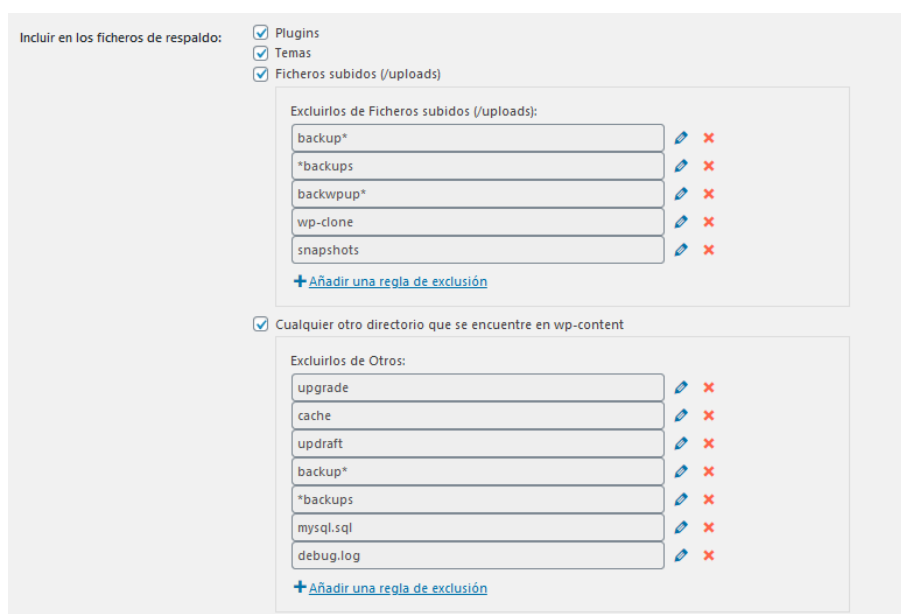 Incluir en los ficheros de respaldo:
Plugins
Temas
Ficheros subidos (/uploads)
Excluirlos de Ficheros subidos (/uploads):
backup*
*backups
backwpup*
wp-clone
snapshots
Añadir una regla de exclusión
Cualquier otro directorio que se encuentre en wp-content
Excluirlos de Otros:
upgrade
cache
updraft
backup*
*backups
mysql.sql
debug.log
Añadir una regla de exclusión